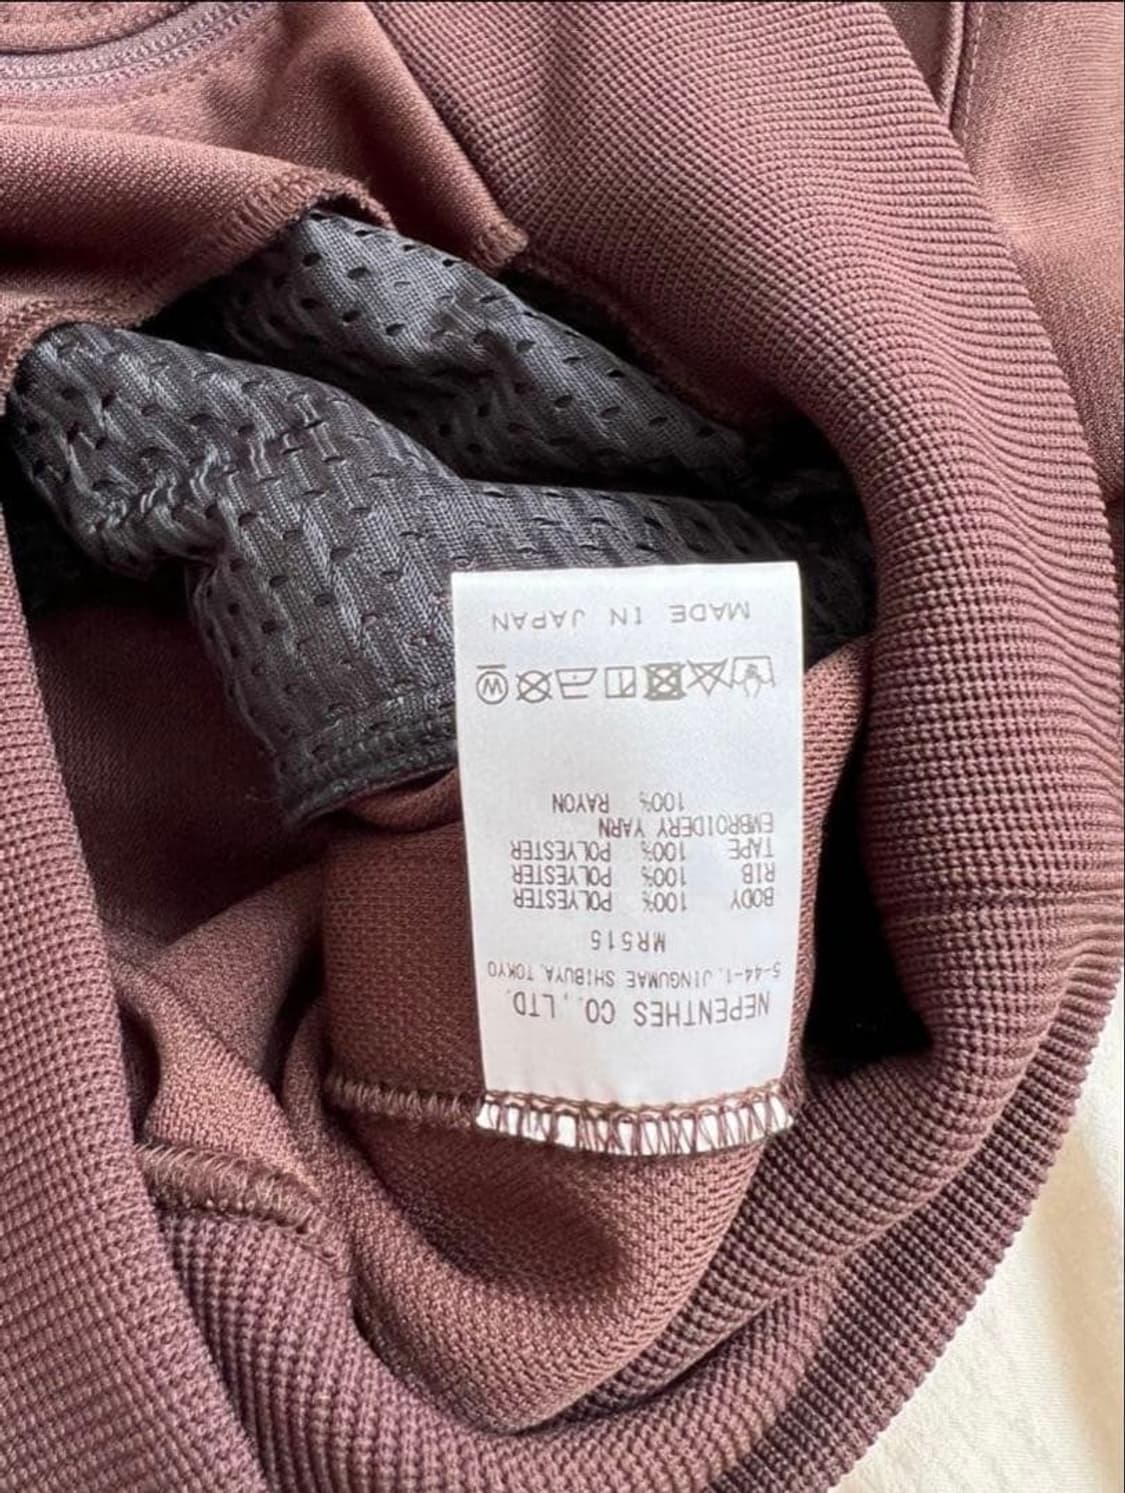 NEPENTHES CO.,LTD.
5-44-1, JINGUMAE SHIBUYA, TOKYO
MR515
BODY 100% POLYESTER
RIB 100% POLYESTER
TAPE 100% POLYESTER
EMBROIDERY YARN
100% RAYON
W
MADE IN JAPAN